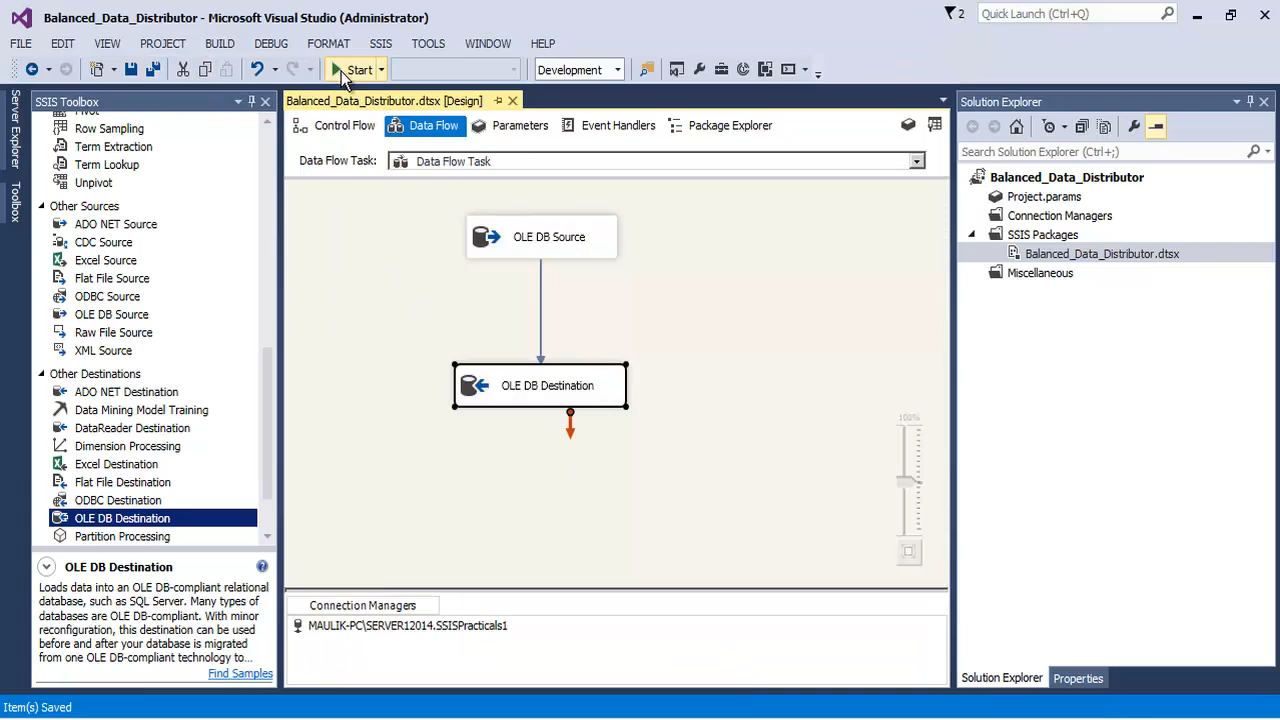 Balanced_Data_Distributor - Microsoft Visual Studio (Administrator)
2
Quick Launch (Ctrl+Q)
FILE EDIT VIEW PROJECT BUILD DEBUG FORMAT SSIS TOOLS WINDOW HELP
Start
Development
Server Explorer
Toolbox
SSIS Toolbox
Pivot
Row Sampling
Term Extraction
Term Lookup
Unpivot
Other Sources
ADO NET Source
CDC Source
Excel Source
Flat File Source
ODBC Source
OLE DB Source
Raw File Source
XML Source
Other Destinations
ADO NET Destination
Data Mining Model Training
DataReader Destination
Dimension Processing
Excel Destination
Flat File Destination
ODBC Destination
OLE DB Destination
Partition Processing
OLE DB Destination
Loads data into an OLE DB-compliant relational
database, such as SQL Server. Many types of
databases are OLE DB-compliant. With minor
reconfiguration, this destination can be used
before and after your database is migrated
from one OLE DB-compliant technology to...
Find Samples
Balanced_Data_Distributor.dtsx [Design]
Control Flow
Data Flow
Parameters
Event Handlers
Package Explorer
Data Flow Task:
Data Flow Task
OLE DB Source
OLE DB Destination
100%
Connection Managers
MAULIK-PC\SERVER12014.SSISPracticals1
Solution Explorer
Search Solution Explorer (Ctrl+;)
Balanced_Data_Distributor
Project.params
Connection Managers
SSIS Packages
Balanced_Data_Distributor.dtsx
Miscellaneous
Solution Explorer
Properties
Item(s) Saved